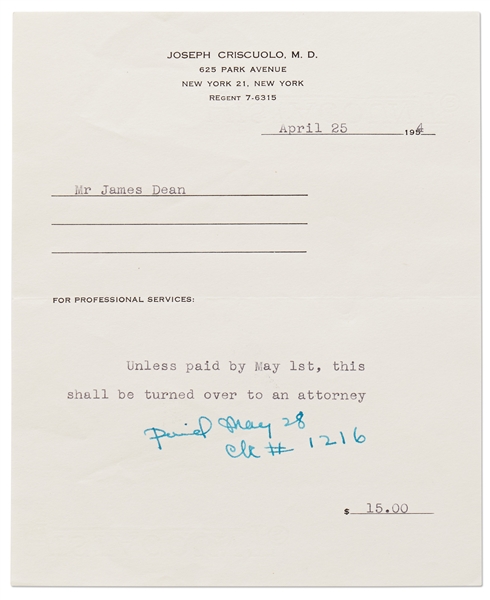 JOSEPH CRISCUOLO, M. D.
625 PARK AVENUE
NEW YORK 21, NEW YORK
REGENT 7-6315
April 25 1954
Mr James Dean
FOR PROFESSIONAL SERVICES:
Unless paid by May 1st, this
shall be turned over to an attorney
Paid May 28
Ck # 1216
$ 15.00